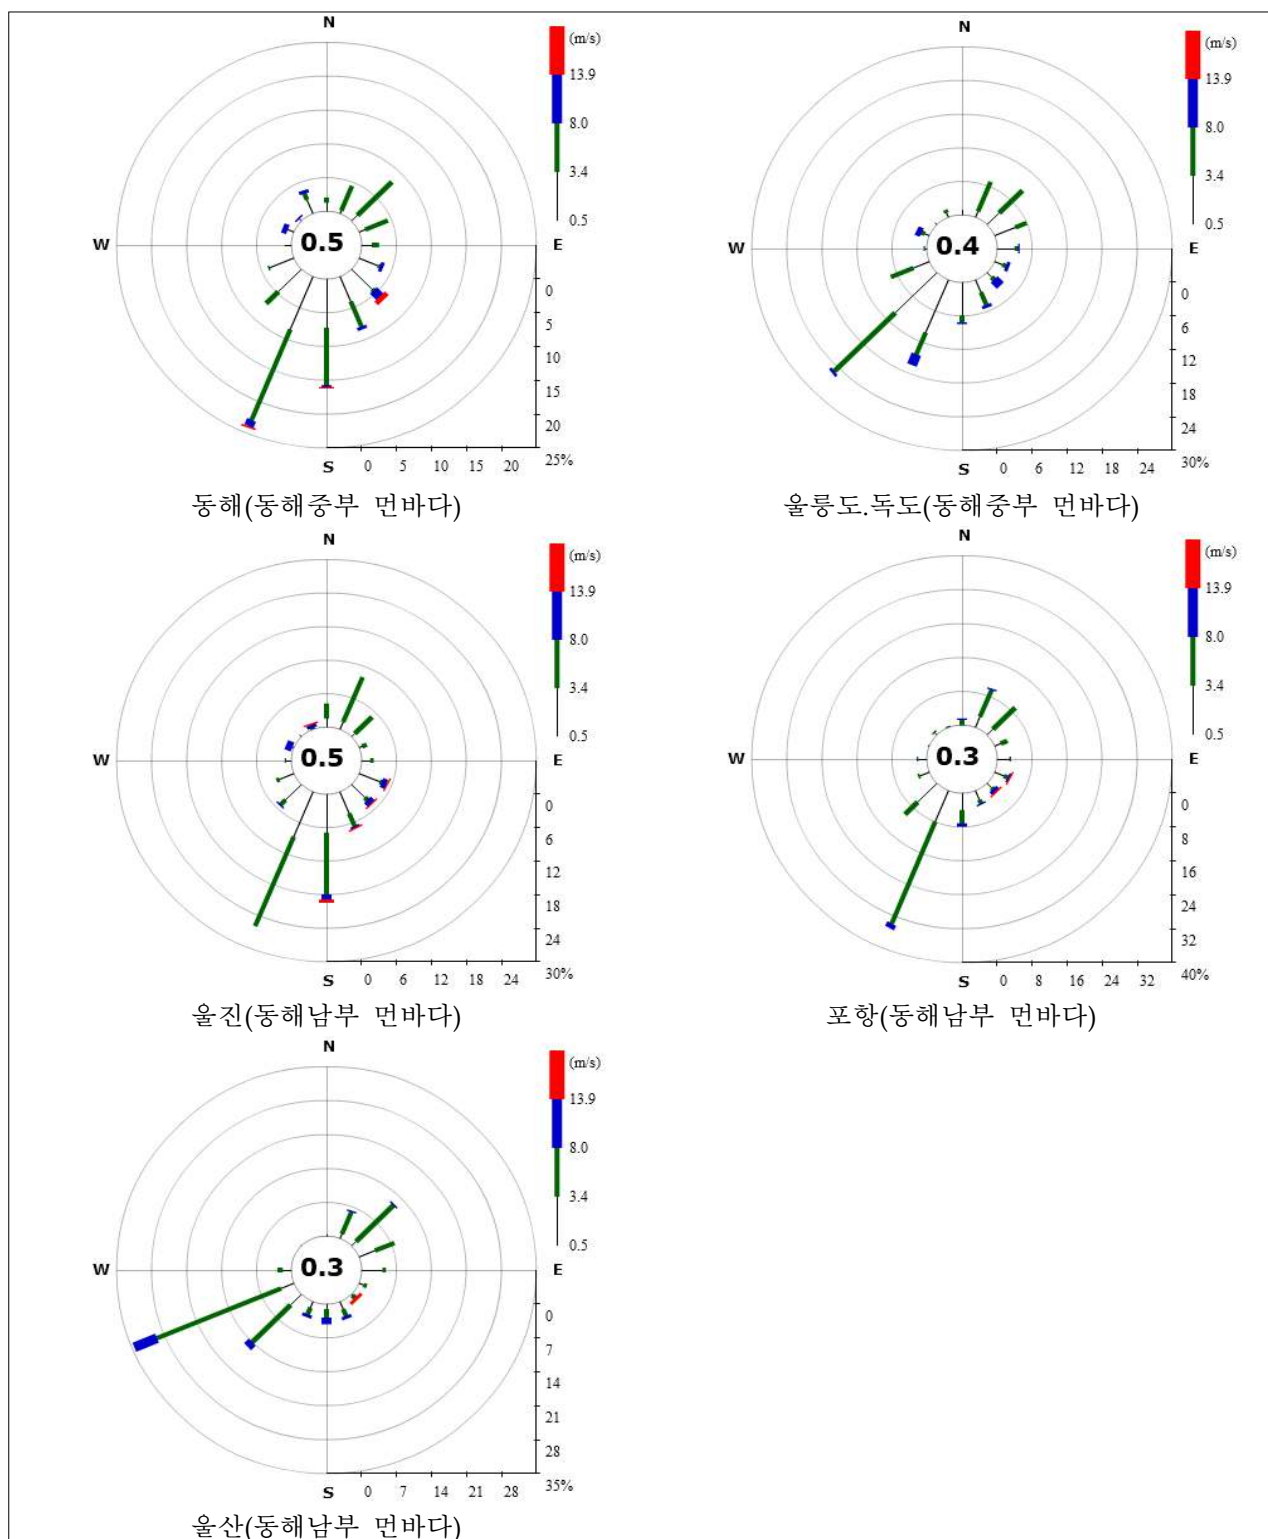 N
(m/s)
13.9
8.0
3.4
0.5
W
0.5
E
0
5
10
15
20
25%
S
0 5 10 15 20
동해(동해중부 먼바다)
N
(m/s)
13.9
8.0
3.4
0.5
W
0.4
E
0
6
12
18
24
30%
S
0 6 12 18 24
울릉도.독도(동해중부 먼바다)
N
(m/s)
13.9
8.0
3.4
0.5
W
0.5
E
0
6
12
18
24
30%
S
0 6 12 18 24
울진(동해남부 먼바다)
N
(m/s)
13.9
8.0
3.4
0.5
W
0.3
E
0
8
16
24
32
40%
S
0 8 16 24 32
포항(동해남부 먼바다)
N
(m/s)
13.9
8.0
3.4
0.5
W
0.3
E
0
7
14
21
28
35%
S
0 7 14 21 28
울산(동해남부 먼바다)